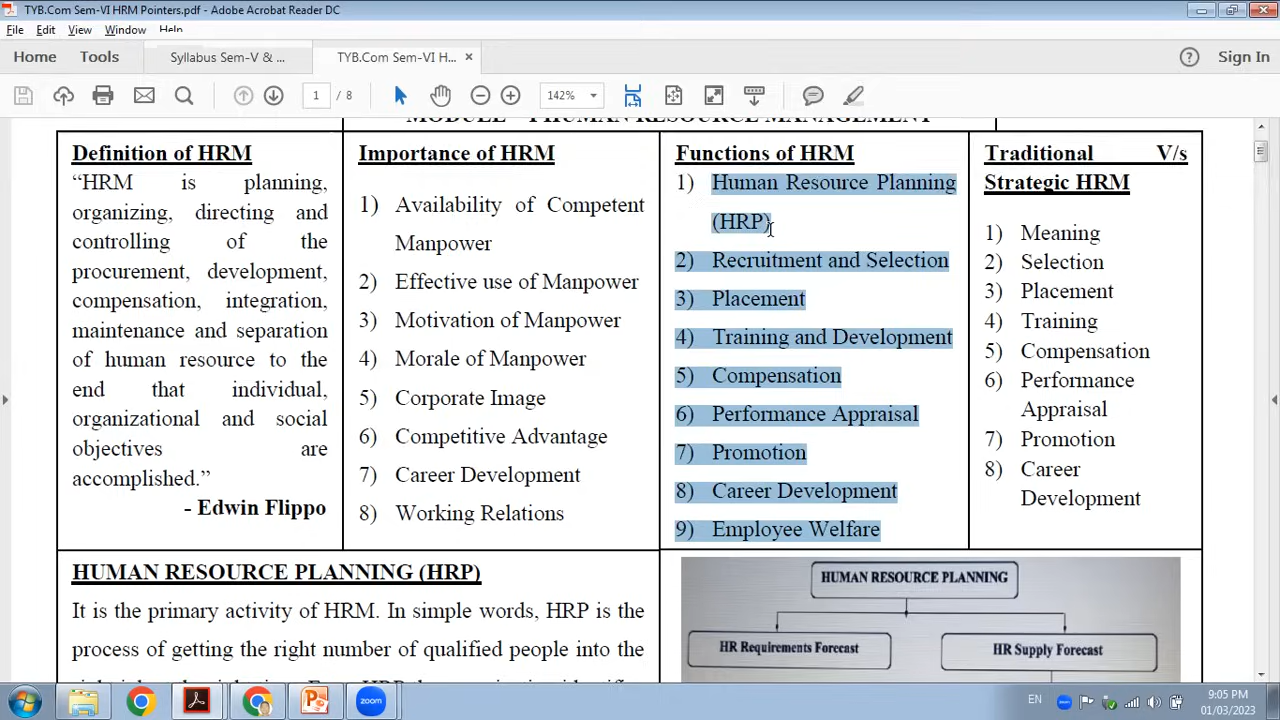 TYB.Com Sem-VI HRM Pointers.pdf - Adobe Acrobat Reader DC
File Edit View Window Help
Home Tools Syllabus Sem-V & ... TYB.Com Sem-VI H... ×
? Sign In
1 / 8 142%
MODULE – I HUMAN RESOURCE MANAGEMENT
Definition of HRM
“HRM is planning,
organizing, directing and
controlling of the
procurement, development,
compensation, integration,
maintenance and separation
of human resource to the
end that individual,
organizational and social
objectives are
accomplished.”
- Edwin Flippo
Importance of HRM
1) Availability of Competent
Manpower
2) Effective use of Manpower
3) Motivation of Manpower
4) Morale of Manpower
5) Corporate Image
6) Competitive Advantage
7) Career Development
8) Working Relations
Functions of HRM
1) Human Resource Planning
(HRP)
2) Recruitment and Selection
3) Placement
4) Training and Development
5) Compensation
6) Performance Appraisal
7) Promotion
8) Career Development
9) Employee Welfare
Traditional V/s
Strategic HRM
1) Meaning
2) Selection
3) Placement
4) Training
5) Compensation
6) Performance
Appraisal
7) Promotion
8) Career
Development
HUMAN RESOURCE PLANNING (HRP)
It is the primary activity of HRM. In simple words, HRP is the
process of getting the right number of qualified people into the
HUMAN RESOURCE PLANNING
HR Requirements Forecast
HR Supply Forecast
zoom
EN
9:05 PM
01/03/2023